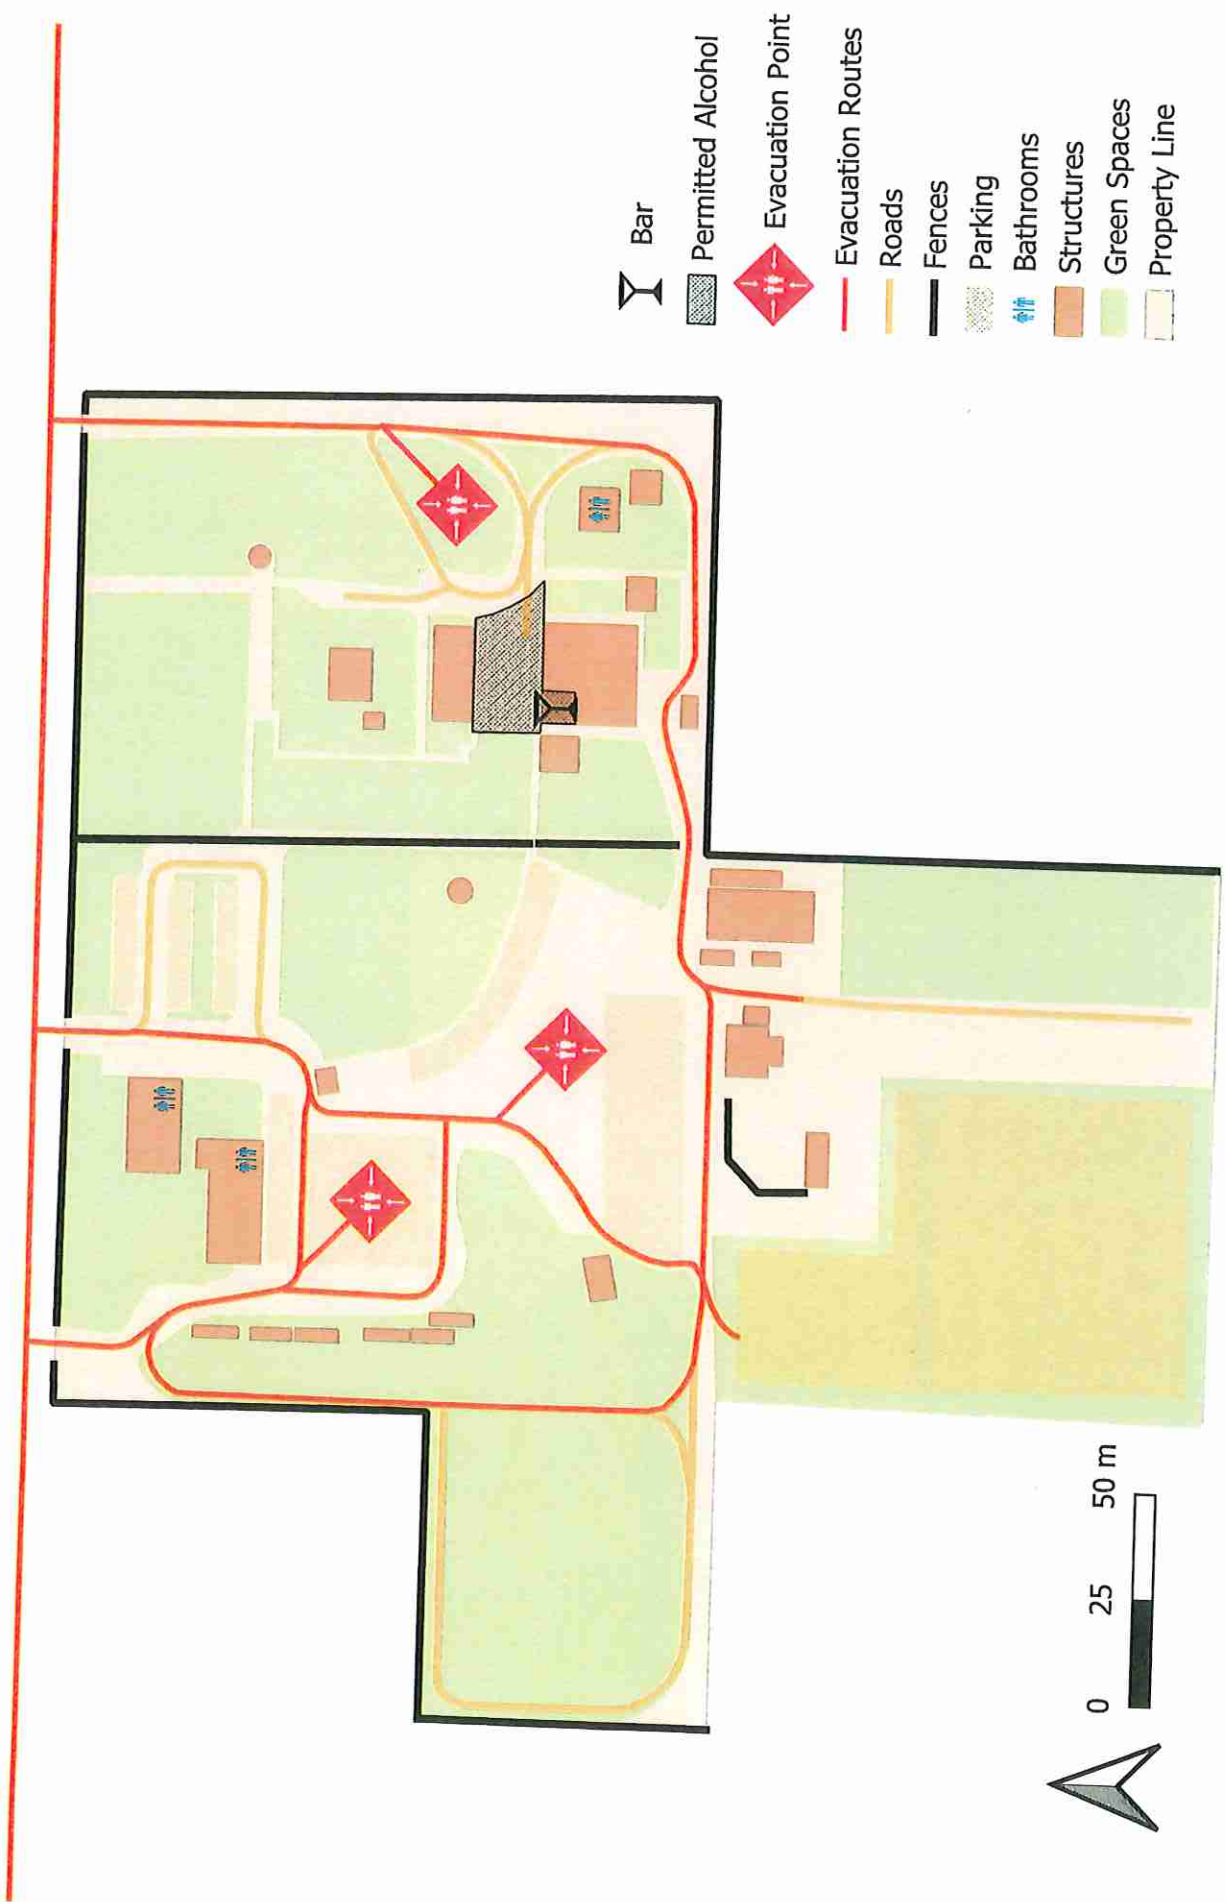 Bar
Permitted Alcohol
Evacuation Point
Evacuation Routes
Roads
Fences
Parking
Bathrooms
Structures
Green Spaces
Property Line
0 25 50 m